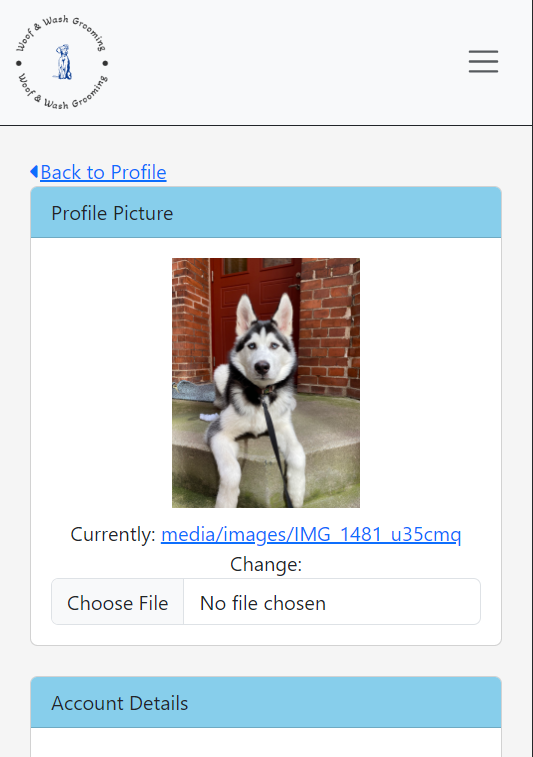 Woof & Wash Grooming
Woof & Wash Grooming
Back to Profile
Profile Picture
Currently: media/images/IMG_1481_u35cmq
Change:
Choose File No file chosen
Account Details